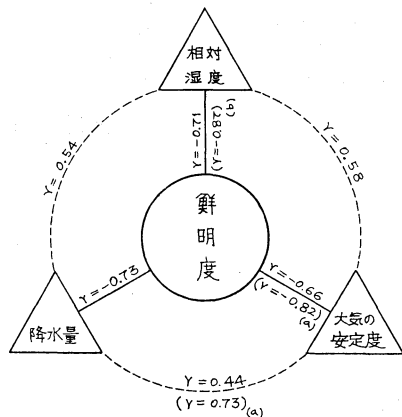 相対
湿度
γ=-0.71
(γ=-0.82)
(a)
γ=0.54
γ=0.58
鮮
明
度
γ=-0.73
γ=-0.66
(γ=-0.82)
(a)
降水量
大気の
安定度
γ=0.44
(γ=0.73)(a)